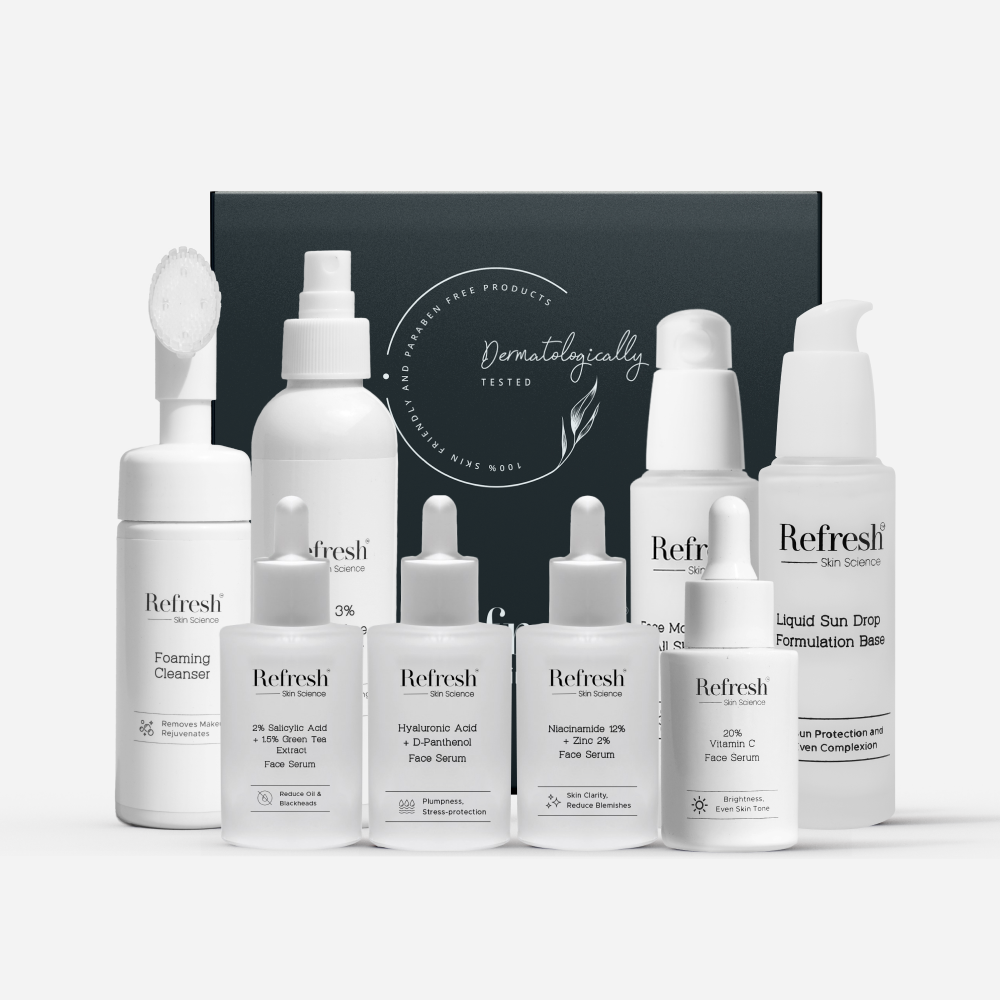 100% SKIN FRIENDLY AND PARABEN FREE PRODUCTS
Dermatologically
TESTED
Refresh
Skin Science
Foaming
Cleanser
Removes
Rejuvenates
Science
3%
Skin
Refresh
Skin Science
Liquid Sun Drop
Formulation Base
Protection and
Even Complexion
Refresh
Skin Science
2% Salicylic Acid
+ 1.5% Green Tea
Extract
Face Serum
Reduce Oil &
Blackheads
Refresh
Skin Science
Hyaluronic Acid
+ D-Panthenol
Face Serum
Plumpness,
Stress-protection
Refresh
Skin Science
Niacinamide 12%
+ Zinc 2%
Face Serum
Skin Clarity,
Reduce Blemishes
Refresh
Skin Science
20%
Vitamin C
Face Serum
Brightness,
Even Skin Tone